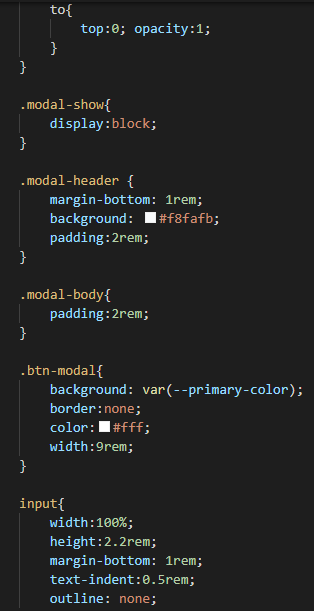 to{
top:0; opacity:1;
}
}
.modal-show{
display:block;
}
.modal-header {
margin-bottom: 1rem;
background: #f8fafb;
padding:2rem;
}
.modal-body{
padding:2rem;
}
.btn-modal{
background: var(--primary-color);
border:none;
color:#fff;
width:9rem;
}
input{
width:100%;
height:2.2rem;
margin-bottom: 1rem;
text-indent:0.5rem;
outline: none;